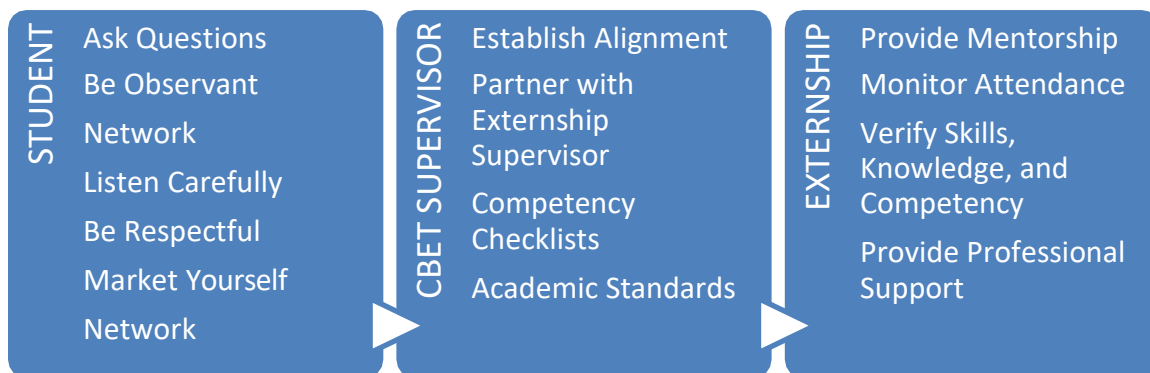 STUDENT
Ask Questions
Be Observant
Network
Listen Carefully
Be Respectful
Market Yourself
Network
CBET SUPERVISOR
Establish Alignment
Partner with
Externship
Supervisor
Competency
Checklists
Academic Standards
EXTERNSHIP
Provide Mentorship
Monitor Attendance
Verify Skills,
Knowledge, and
Competency
Provide Professional
Support